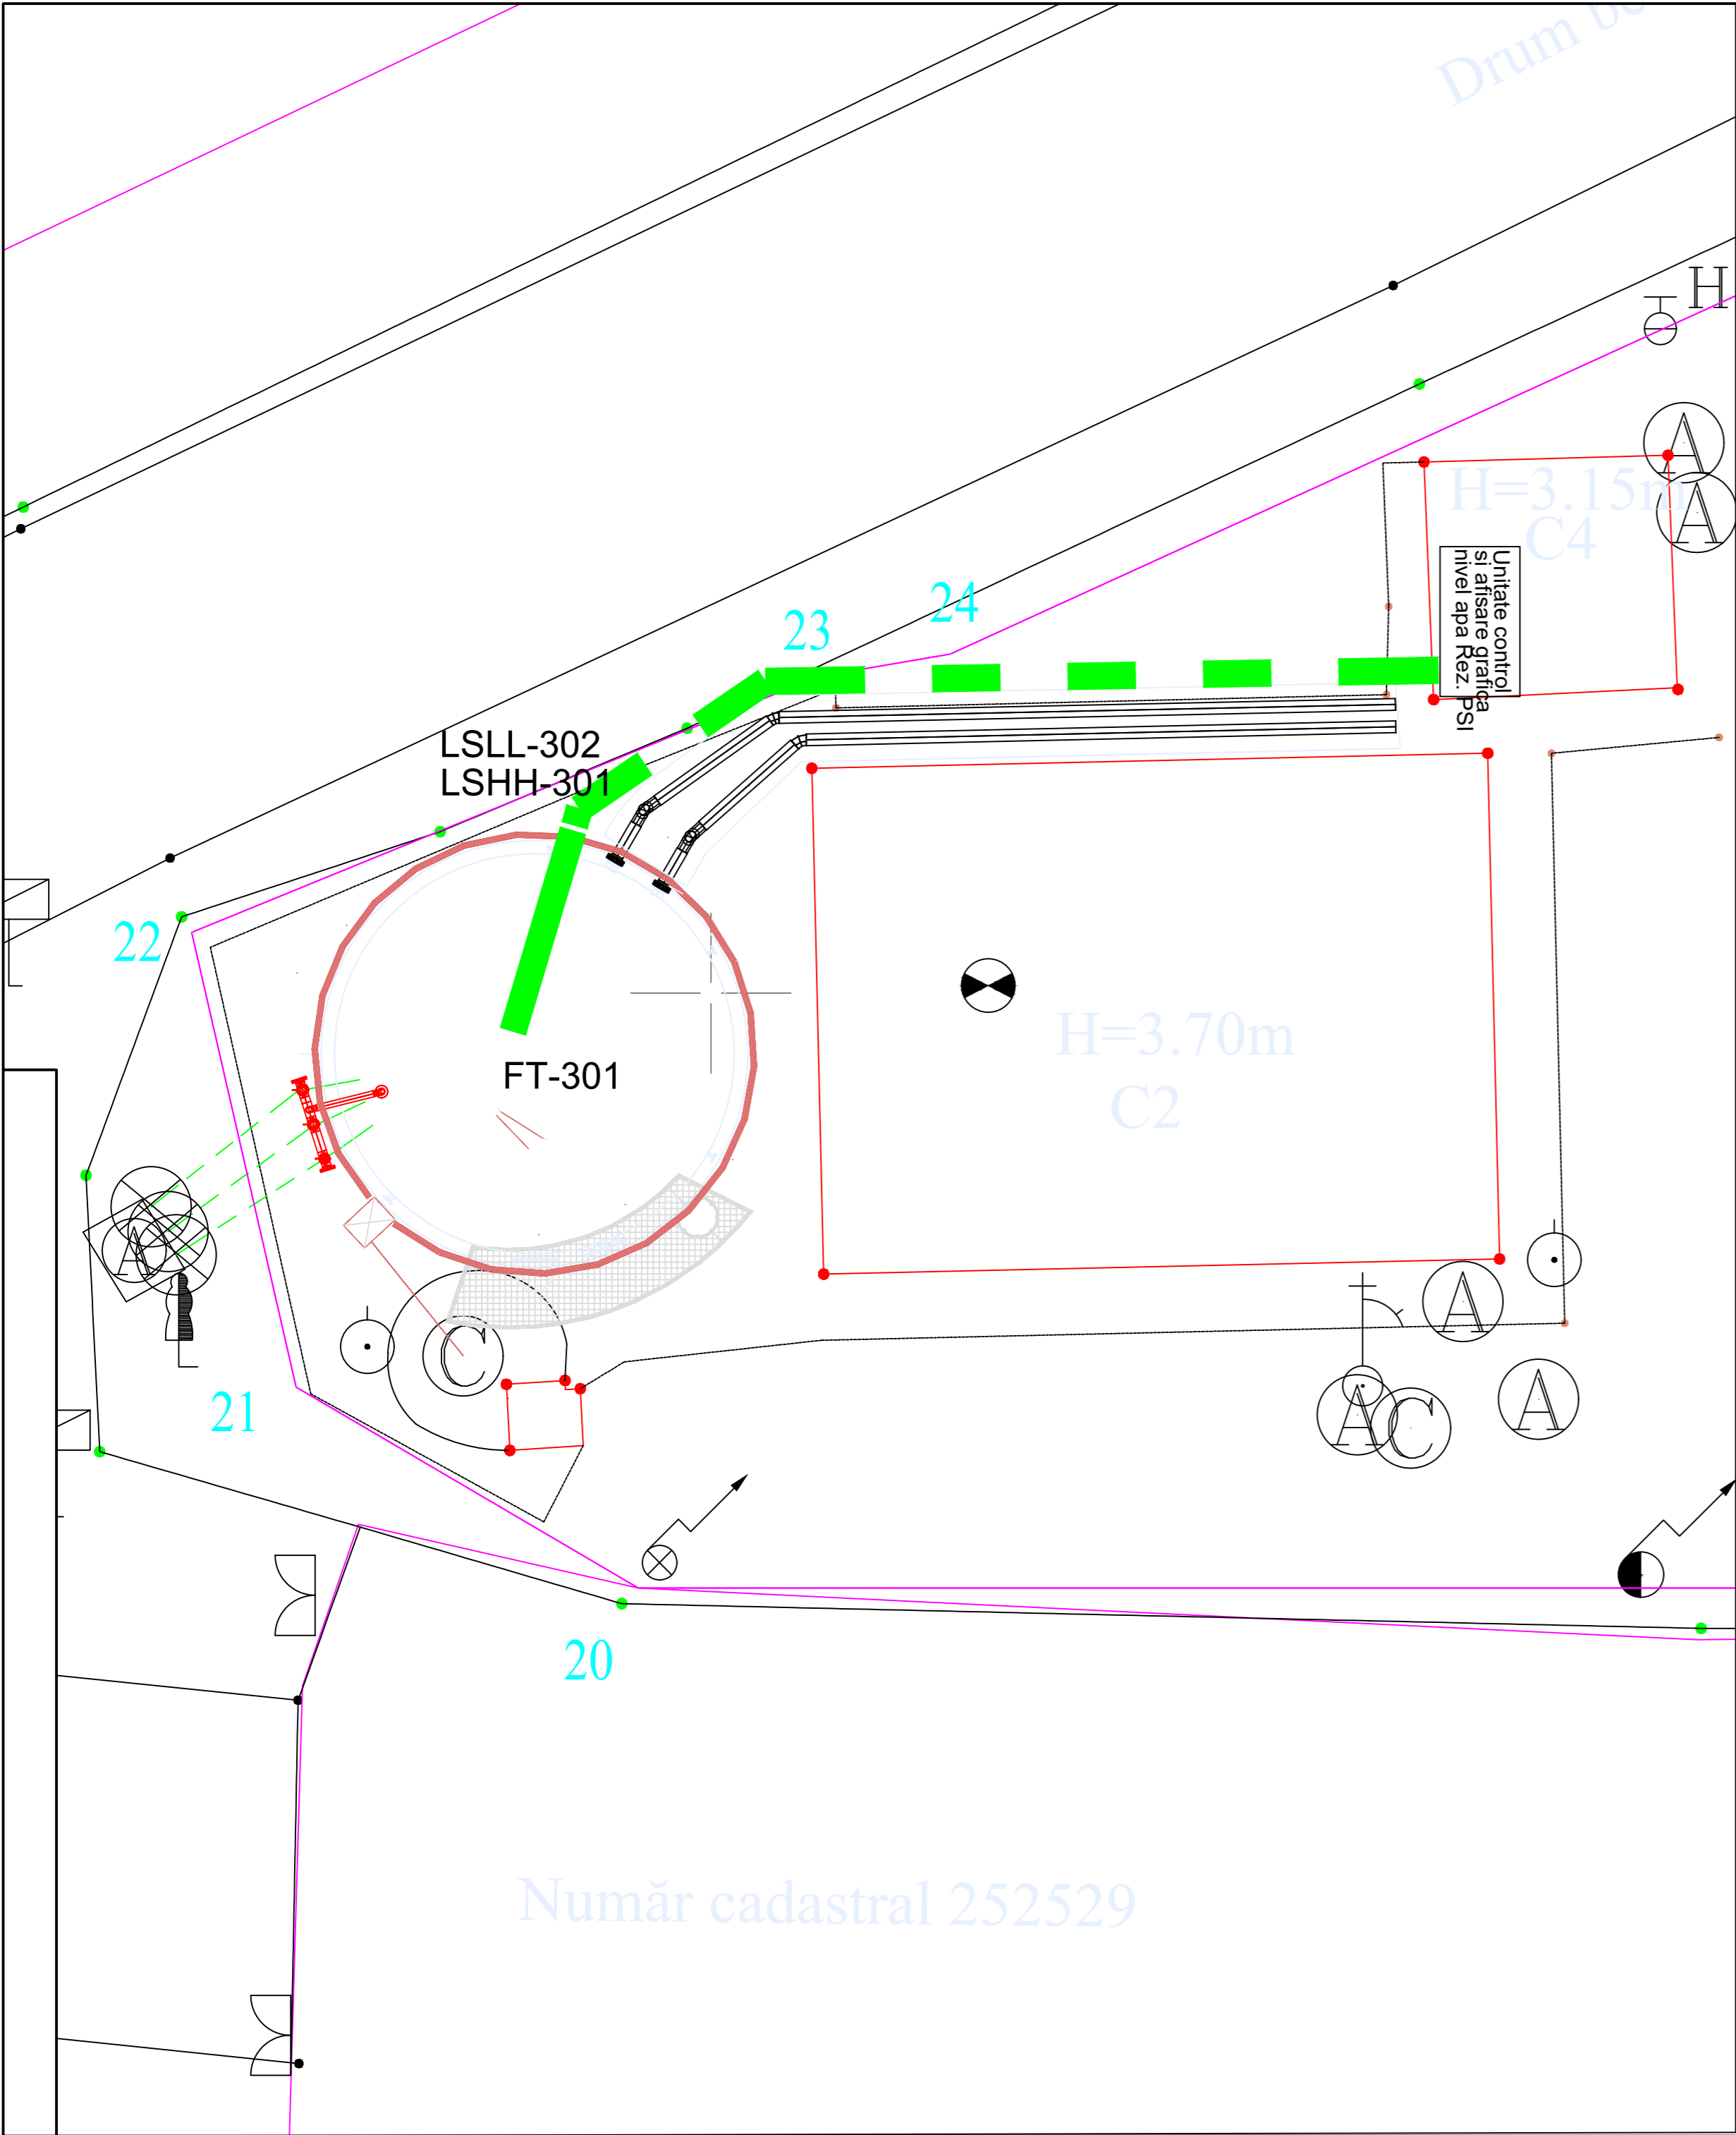 Drum
H
A
A
H=3.15m
C4
Unitate control
si afisare grafica
nivel apa Rez. PSI
24
23
LSLL-302
LSHH-301
22
FT-301
H=3.70m
C2
A
A
C
A
A
C
21
20
Număr cadastral 252529